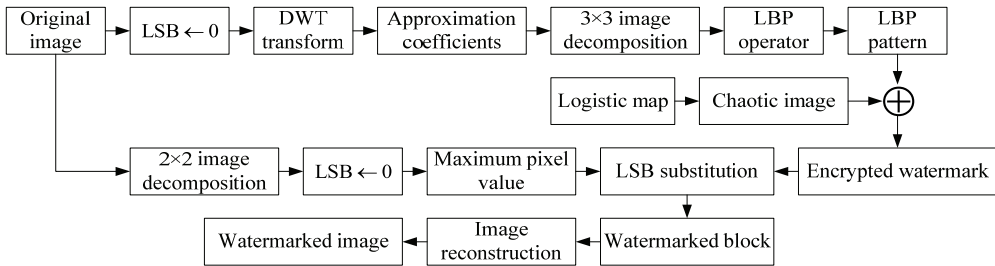 Original
image
LSB ← 0
DWT
transform
Approximation
coefficients
3×3 image
decomposition
LBP
operator
LBP
pattern
Logistic map
Chaotic image
2×2 image
decomposition
LSB ← 0
Maximum pixel
value
LSB substitution
Encrypted watermark
Watermarked image
Image
reconstruction
Watermarked block